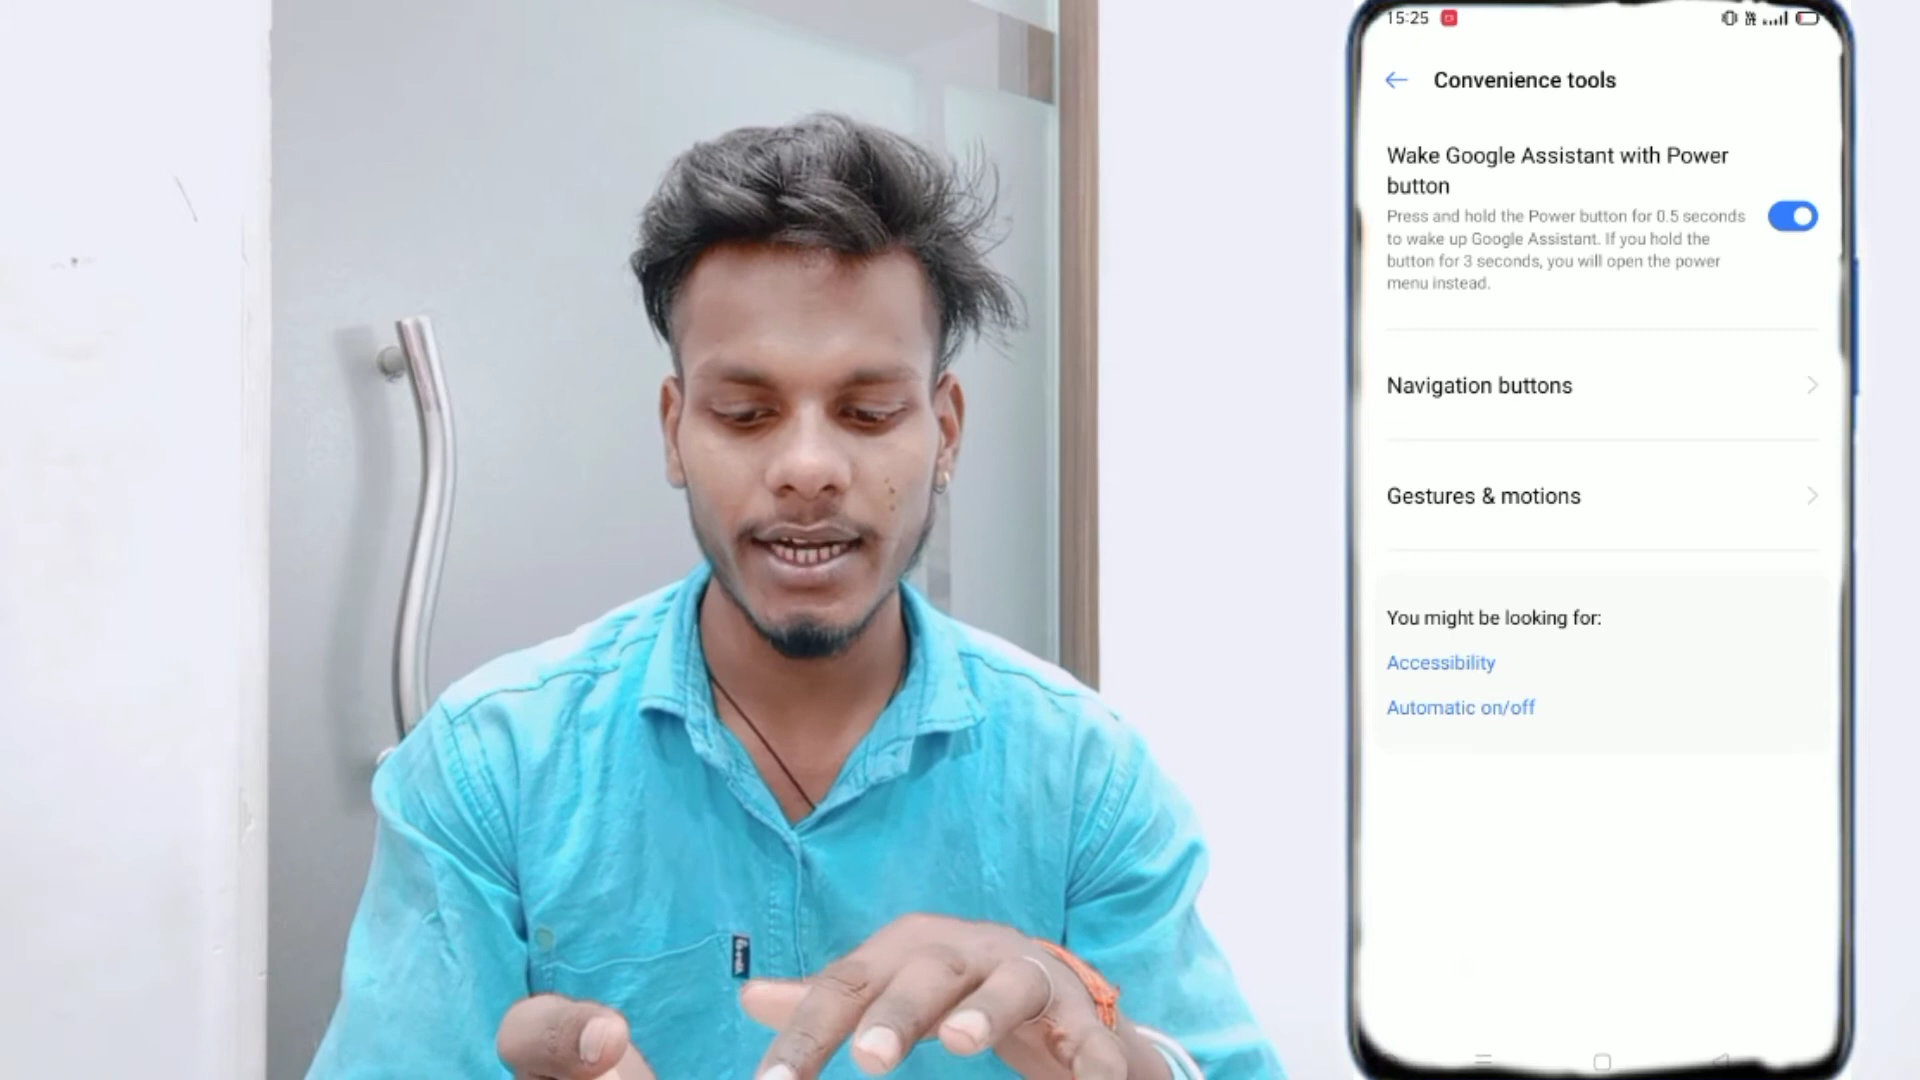 15:25
Convenience tools
Wake Google Assistant with Power
button
Press and hold the Power button for 0.5 seconds
to wake up Google Assistant. If you hold the
button for 3 seconds, you will open the power
menu instead.
Navigation buttons
Gestures & motions
You might be looking for:
Accessibility
Automatic on/off